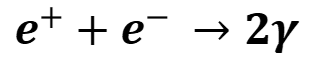 e⁺ + e⁻ → 2γ